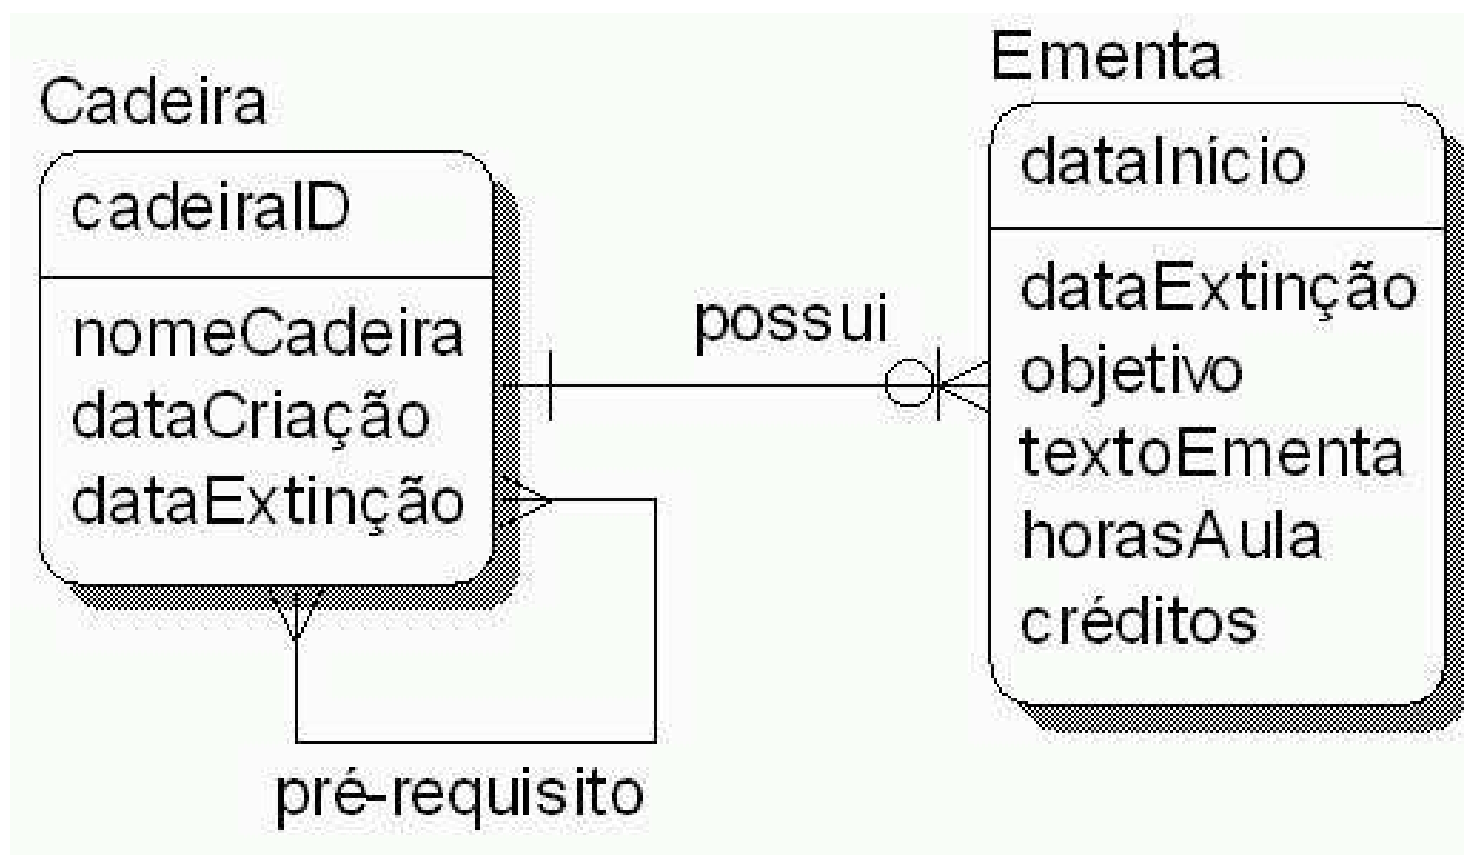 Cadeira
cadeiraID
nomeCadeira
dataCriação
dataExtinção
possui
pré-requisito
Ementa
dataInício
dataExtinção
objetivo
textoEmenta
horasAula
créditos